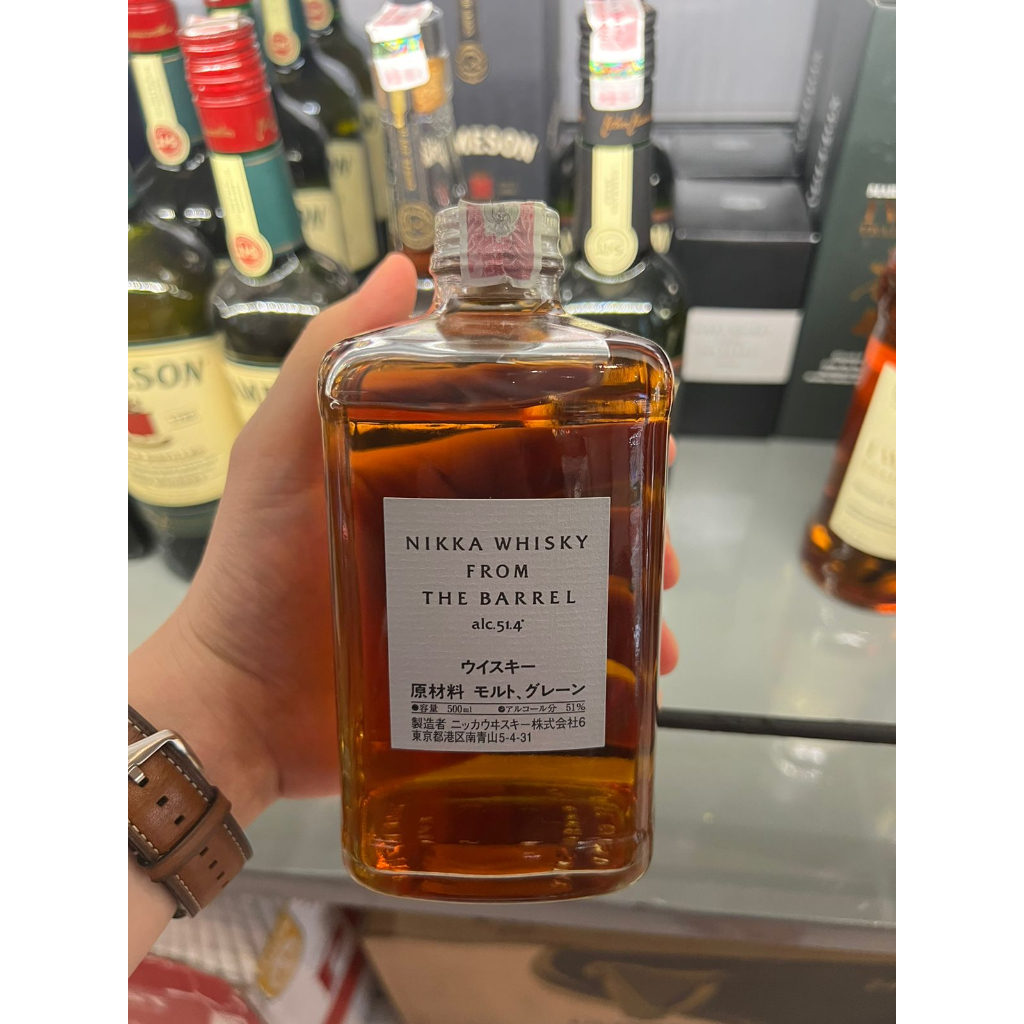 NIKKA WHISKY
FROM
THE BARREL
alc.51.4°
ウイスキー
原材料 モルト、グレーン
●容量 500ml ●アルコール分 51%
製造者 ニッカウヰスキー株式会社6
東京都港区南青山5-4-31
MESON
SON